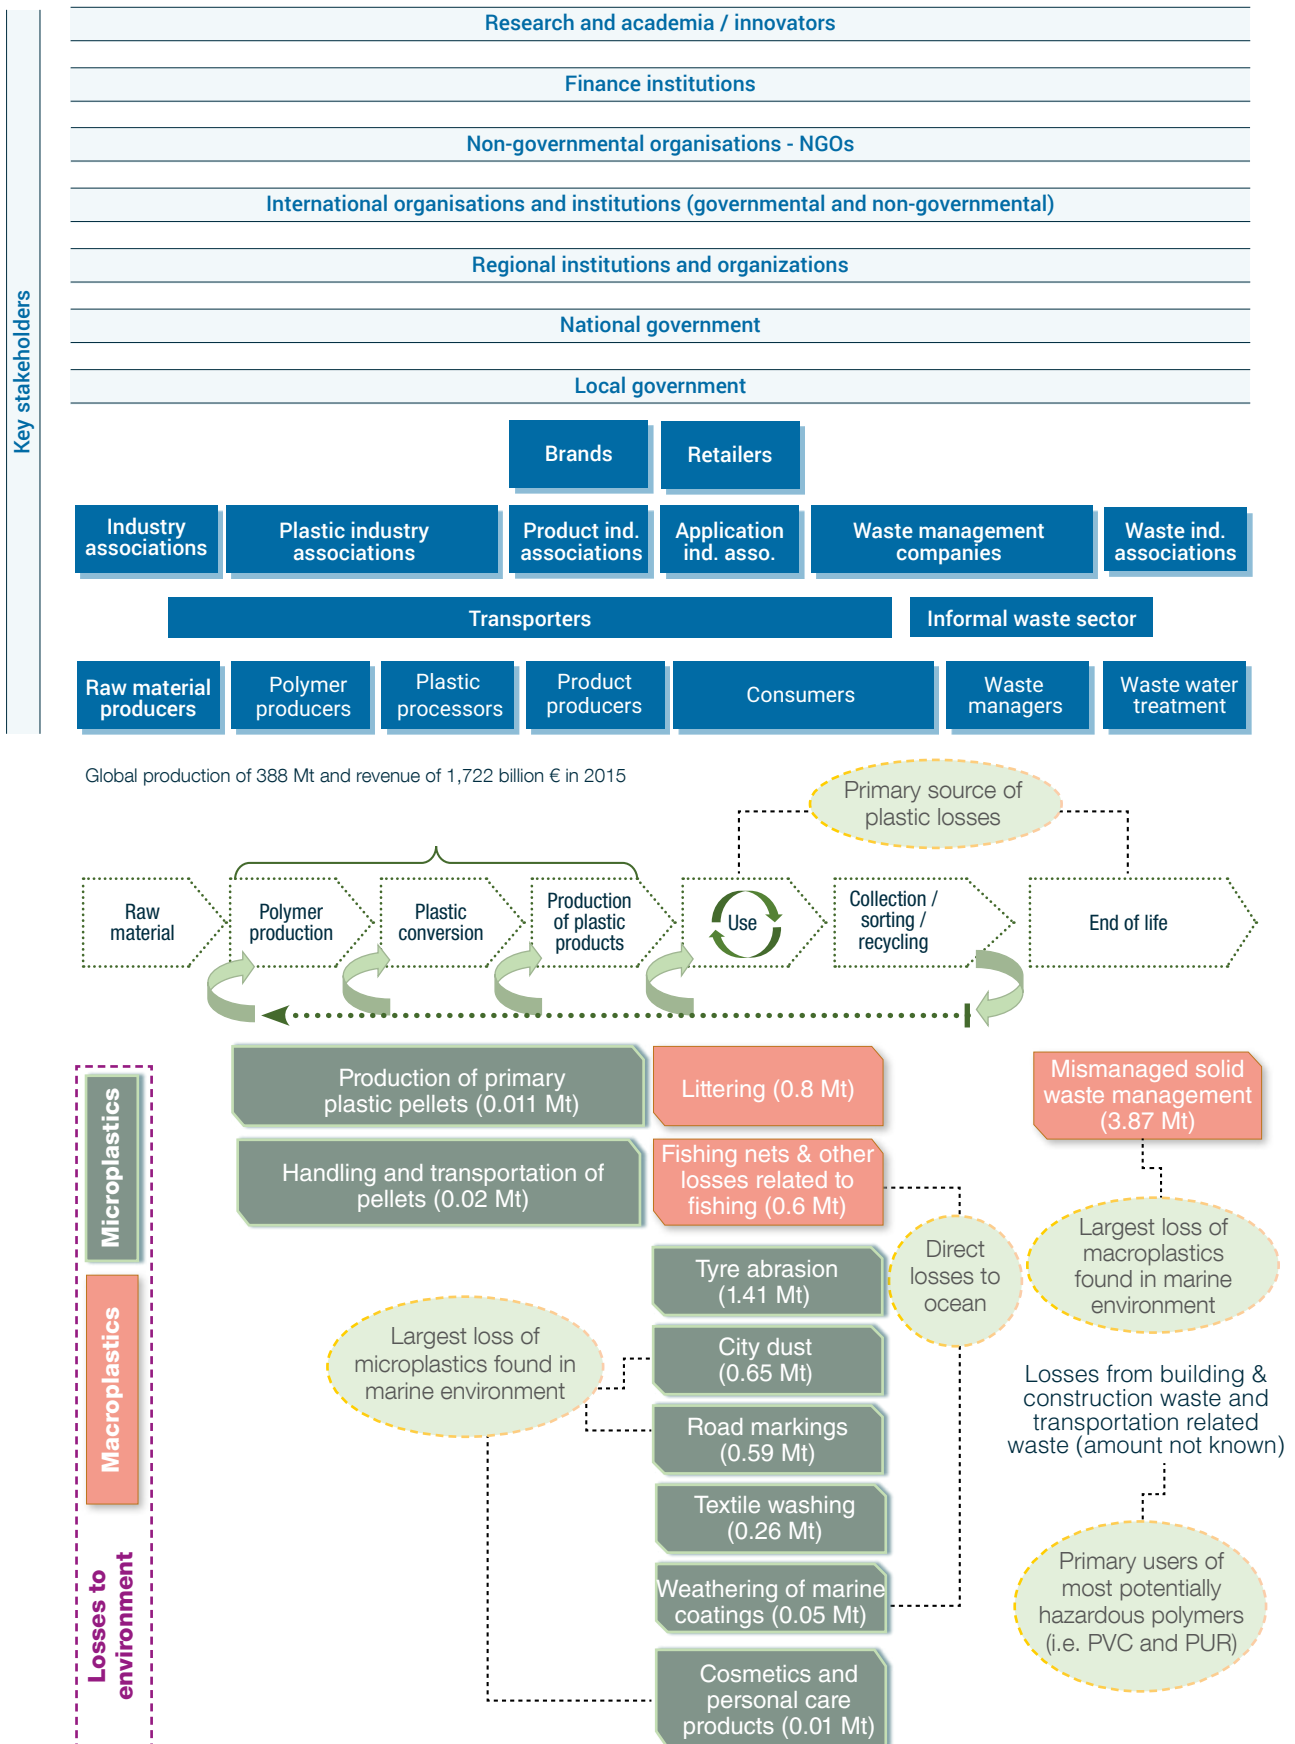 Key stakeholders
Research and academia / innovators
Finance institutions
Non-governmental organisations - NGOs
International organisations and institutions (governmental and non-governmental)
Regional institutions and organizations
National government
Local government
Brands
Retailers
Industry
associations
Plastic industry
associations
Product ind.
associations
Application
ind. asso.
Waste management
companies
Waste ind.
associations
Transporters
Informal waste sector
Raw material
producers
Polymer
producers
Plastic
processors
Product
producers
Consumers
Waste
managers
Waste water
treatment
Global production of 388 Mt and revenue of 1,722 billion € in 2015
Primary source of
plastic losses
Raw
material
Polymer
production
Plastic
conversion
Production
of plastic
products
Use
Collection /
sorting /
recycling
End of life
Microplastics
Macroplastics
Losses to
environment
Production of primary
plastic pellets (0.011 Mt)
Littering (0.8 Mt)
Mismanaged solid
waste management
(3.87 Mt)
Handling and transportation of
pellets (0.02 Mt)
Fishing nets & other
losses related to
fishing (0.6 Mt)
Direct
losses to
ocean
Largest loss of
macroplastics
found in marine
environment
Tyre abrasion
(1.41 Mt)
Largest loss of
microplastics found in
marine environment
City dust
(0.65 Mt)
Losses from building &
construction waste and
transportation related
waste (amount not known)
Road markings
(0.59 Mt)
Textile washing
(0.26 Mt)
Weathering of marine
coatings (0.05 Mt)
Primary users of
most potentially
hazardous polymers
(i.e. PVC and PUR)
Cosmetics and
personal care
products (0.01 Mt)